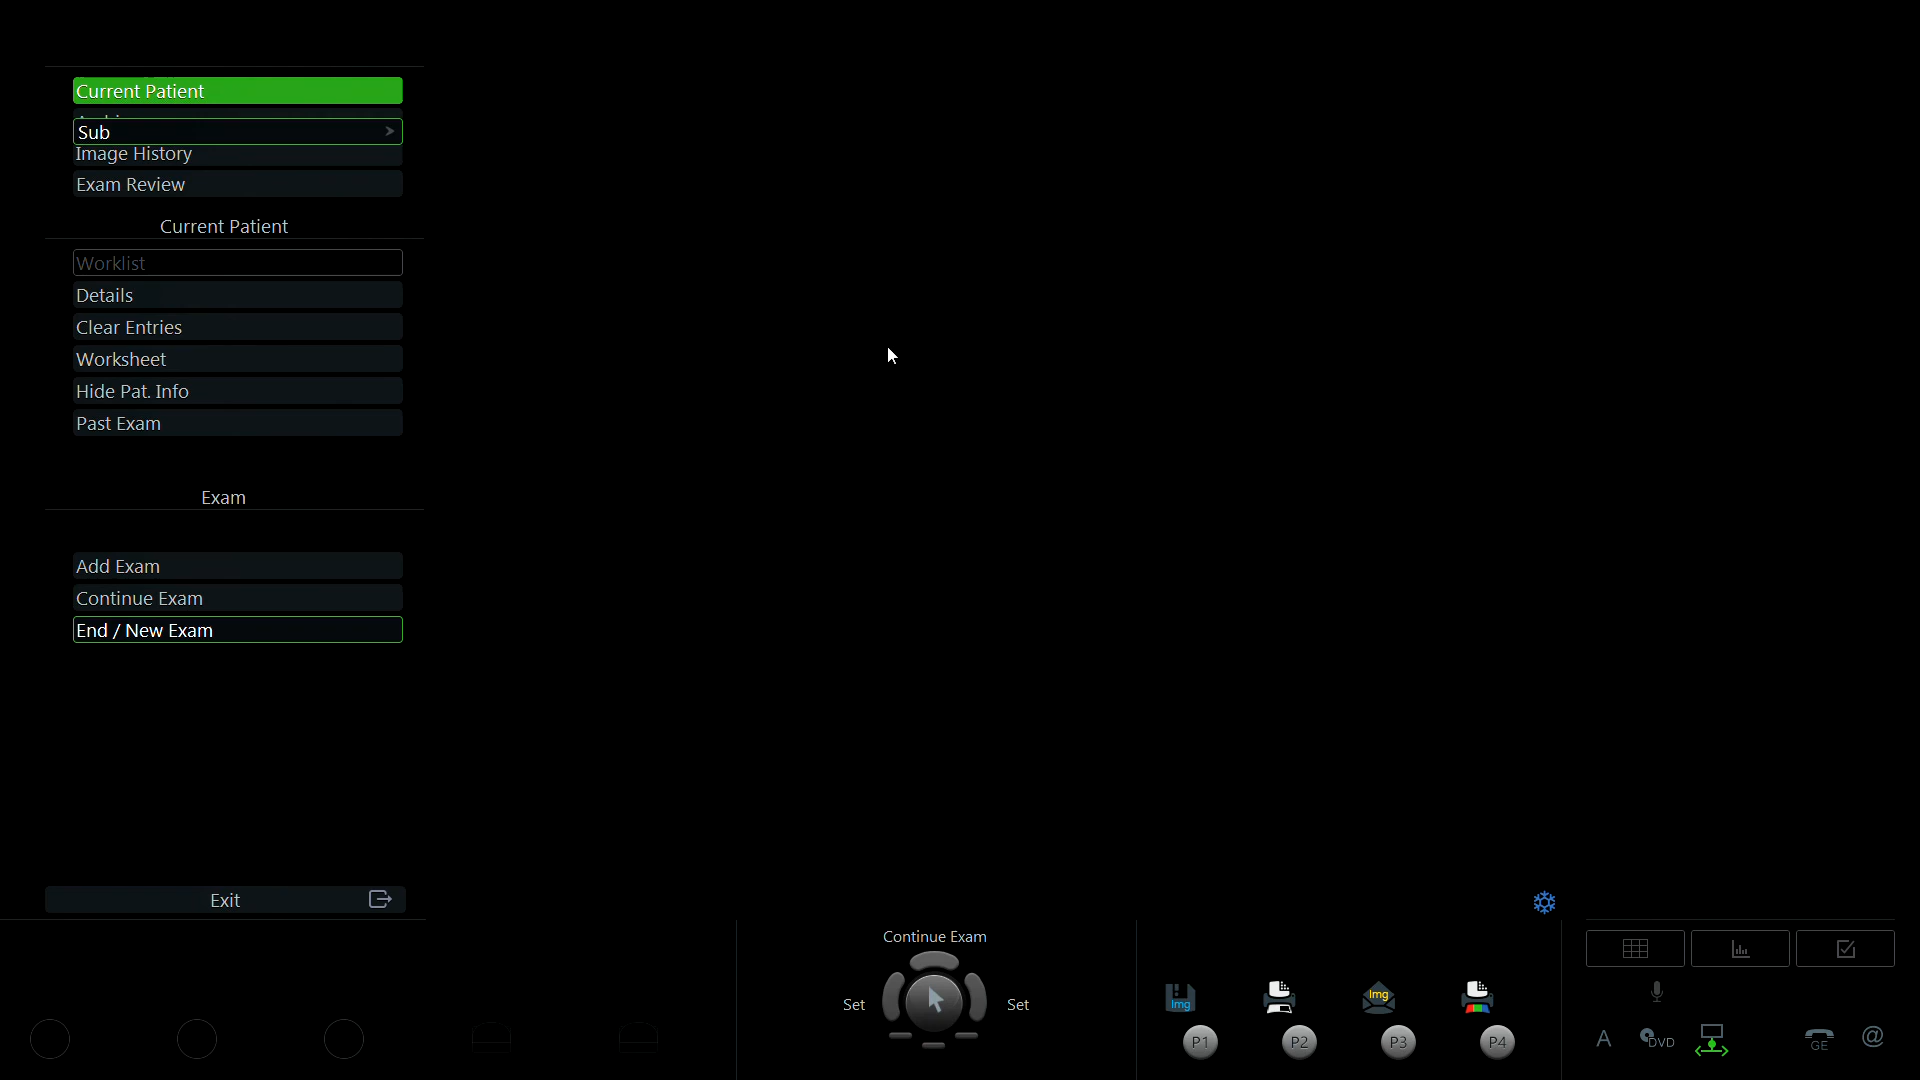 Current Patient
Sub
Image History
Exam Review
Current Patient
Worklist
Details
Clear Entries
Worksheet
Hide Pat. Info
Past Exam
Exam
Add Exam
Continue Exam
End / New Exam
Exit
Continue Exam
Set
Set
Img
Img
P1
P2
P3
P4
A
DVD
GE
@